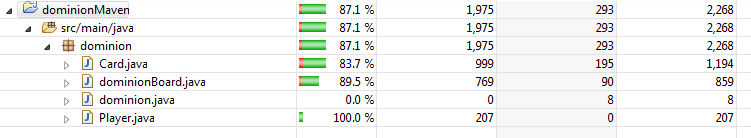 dominionMaven 87.1 % 1,975 293 2,268
src/main/java 87.1 % 1,975 293 2,268
dominion 87.1 % 1,975 293 2,268
Card.java 83.7 % 999 195 1,194
dominionBoard.java 89.5 % 769 90 859
dominion.java 0.0 % 0 8 8
Player.java 100.0 % 207 0 207